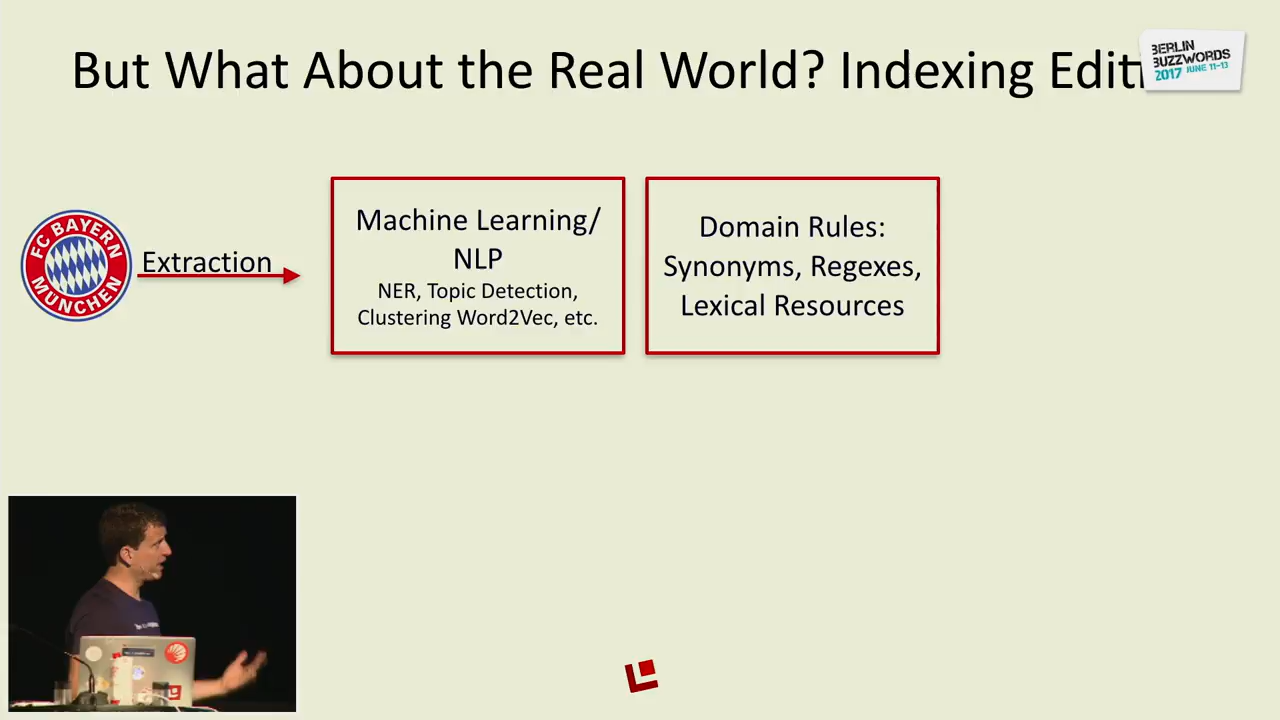 But What About the Real World? Indexing Editi
BERLIN
BUZZWORDS
2017 JUNE 11-13
FC BAYERN
MÜNCHEN
Extraction
Machine Learning/
NLP
NER, Topic Detection,
Clustering Word2Vec, etc.
Domain Rules:
Synonyms, Regexes,
Lexical Resources